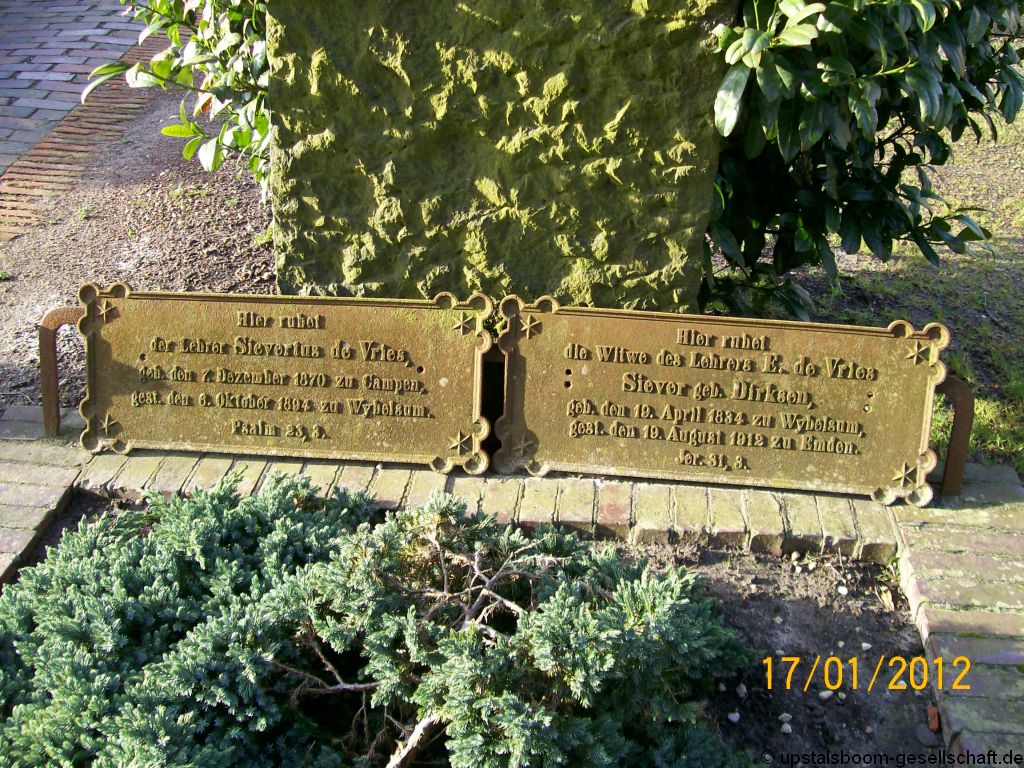 Hier ruhet
der Lehrer Sievertus de Vries,
geb. den 7. Dezember 1870 zu Campen,
gest. den 6. Oktober 1894 zu Wybelsum.
Psalm 23, 3.
Hier ruhet
die Witwe des Lehrers E. de Vries
Siever geb. Dirksen,
geb. den 19. April 1834 zu Wybelsum,
gest. den 19. August 1912 zu Emden.
Jer. 31, 3.
17/01/2012
© upstalsboom-gesellschaft.de